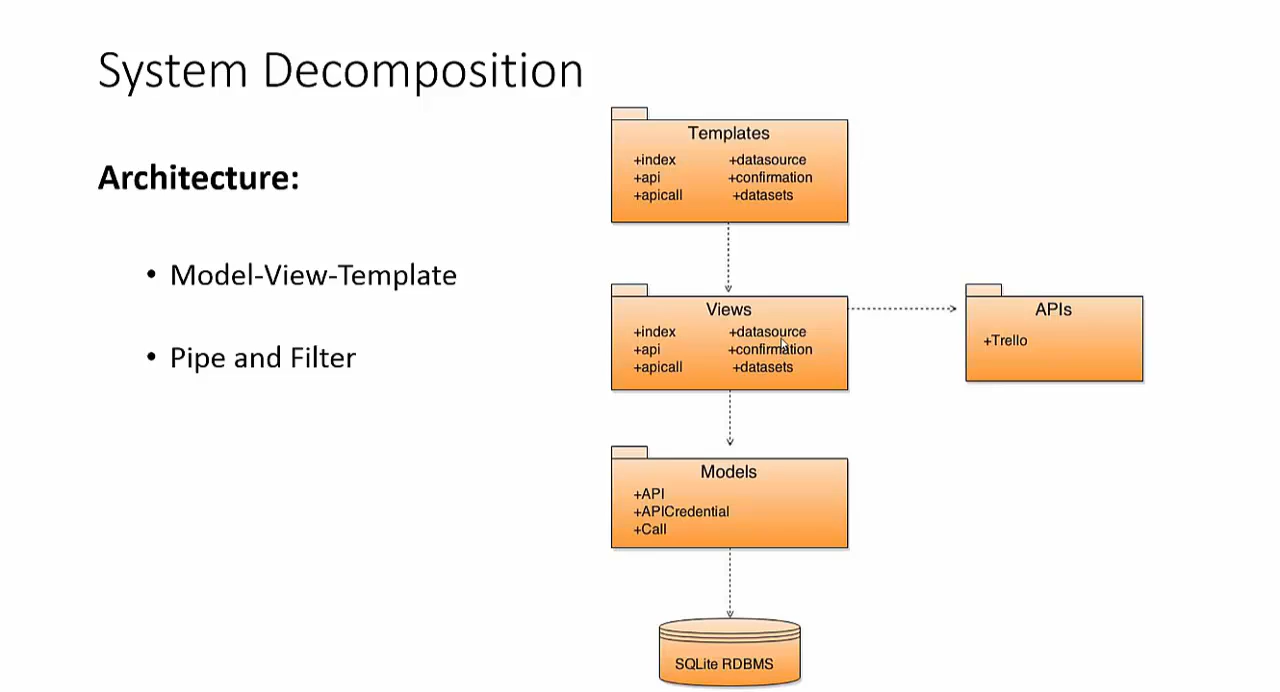 System Decomposition
Architecture:
• Model-View-Template
• Pipe and Filter
Templates
+index +datasource
+api +confirmation
+apicall +datasets
Views
+index +datasource
+api +confirmation
+apicall +datasets
APIs
+Trello
Models
+API
+APICredential
+Call
SQLite RDBMS